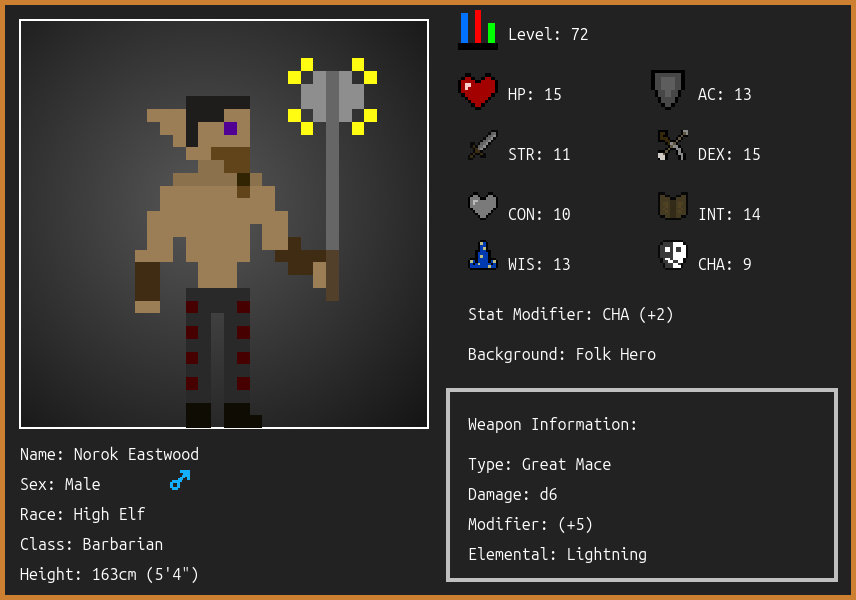 Level: 72
HP: 15
AC: 13
STR: 11
DEX: 15
CON: 10
INT: 14
WIS: 13
CHA: 9
Stat Modifier: CHA (+2)
Background: Folk Hero
Weapon Information:
Type: Great Mace
Damage: d6
Modifier: (+5)
Elemental: Lightning
Name: Norok Eastwood
Sex: Male
Race: High Elf
Class: Barbarian
Height: 163cm (5'4")